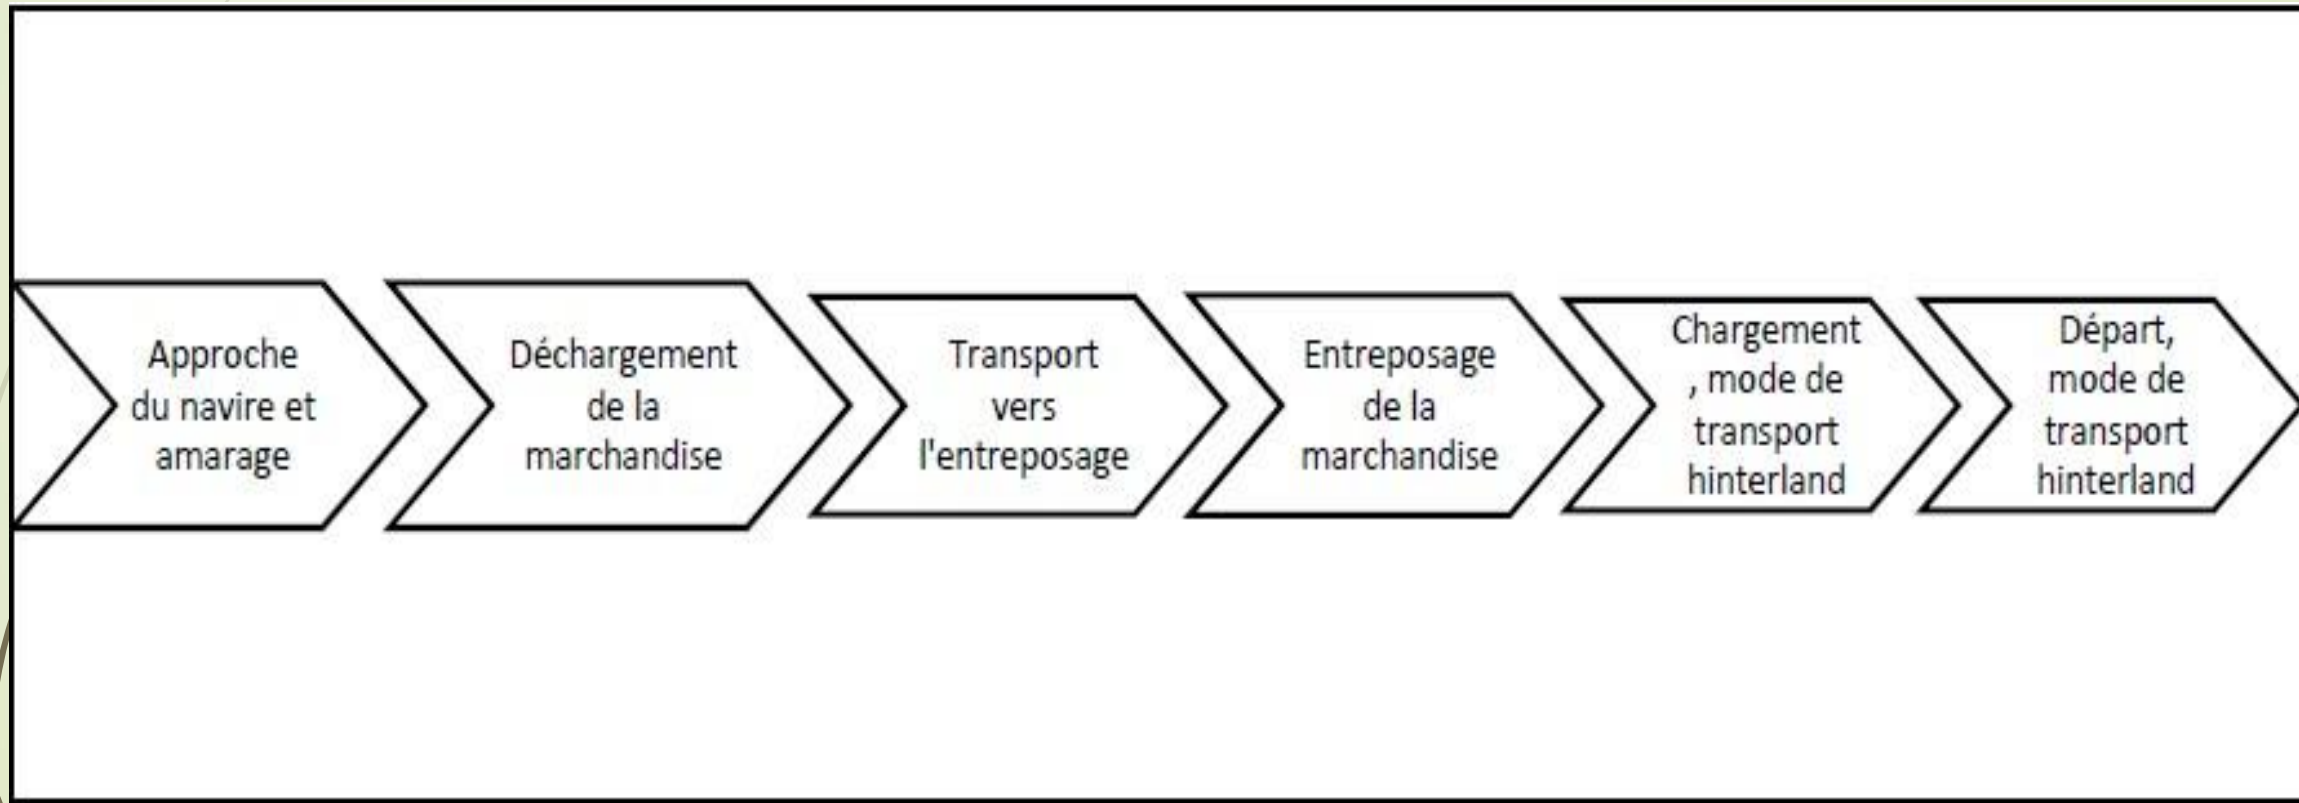 Approche
du navire et
amarage
Déchargement
de la
marchandise
Transport
vers
l'entreposage
Entreposage
de la
marchandise
Chargement
, mode de
transport
hinterland
Départ,
mode de
transport
hinterland